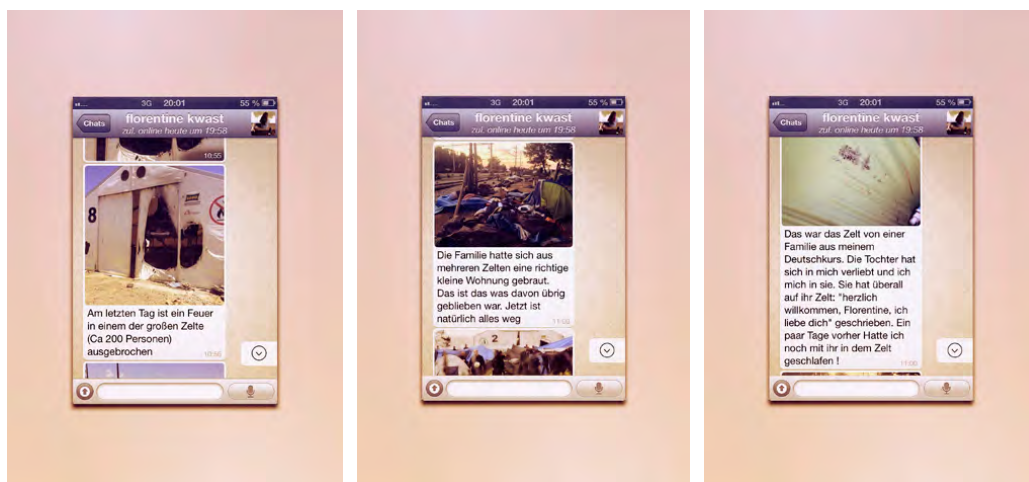 3G 20:01 55 %
Chats
florentine kwast
zul. online heute um 19:58
10:55
8
Am letzten Tag ist ein Feuer
in einem der großen Zelte
(Ca 200 Personen)
ausgebrochen
3G 20:01 55 %
Chats
florentine kwast
zul. online heute um 19:58
Die Familie hatte sich aus
mehreren Zelten eine richtige
kleine Wohnung gebraut.
Das ist das was davon übrig
geblieben war. Jetzt ist
natürlich alles weg
2
3G 20:01 55 %
Chats
florentine kwast
zul. online heute um 19:58
Das war das Zelt von einer
Familie aus meinem
Deutschkurs. Die Tochter hat
sich in mich verliebt und ich
mich in sie. Sie hat überall
auf ihr Zelt: "herzlich
willkommen, Florentine, ich
liebe dich" geschrieben. Ein
paar Tage vorher Hatte ich
noch mit ihr in dem Zelt
geschlafen !